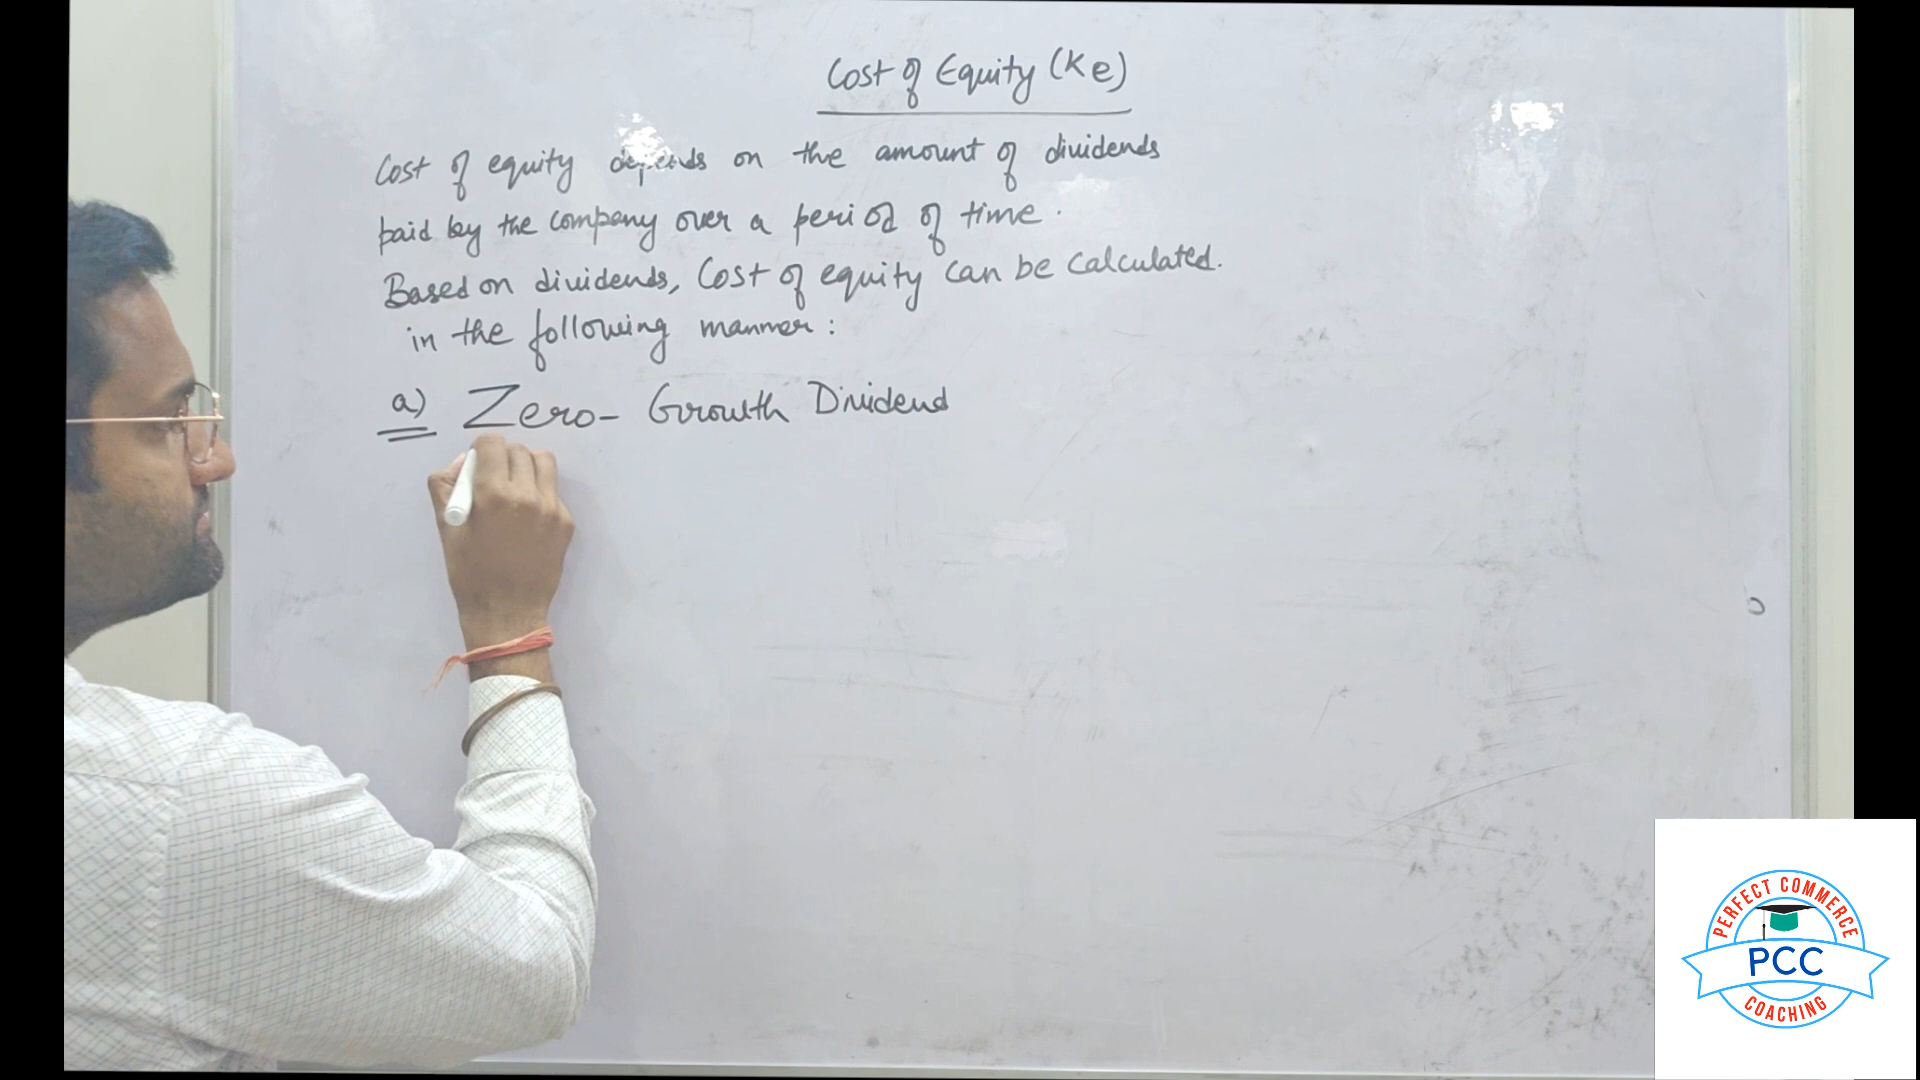 Cost of Equity (Ke)
Cost of equity depends on the amount of dividends
paid by the company over a period of time.
Based on dividends, Cost of equity can be calculated.
in the following manner:
a) Zero- Growth Dividend
PERFECT COMMERCE
PCC
COACHING